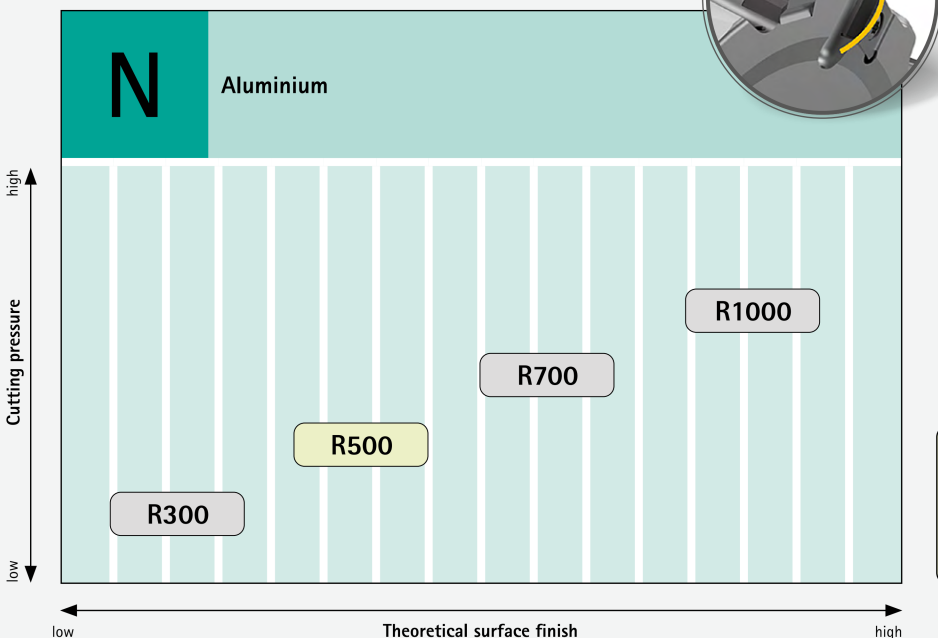 N
Aluminium
high
Cutting pressure
low
R1000
R700
R500
R300
low
Theoretical surface finish
high